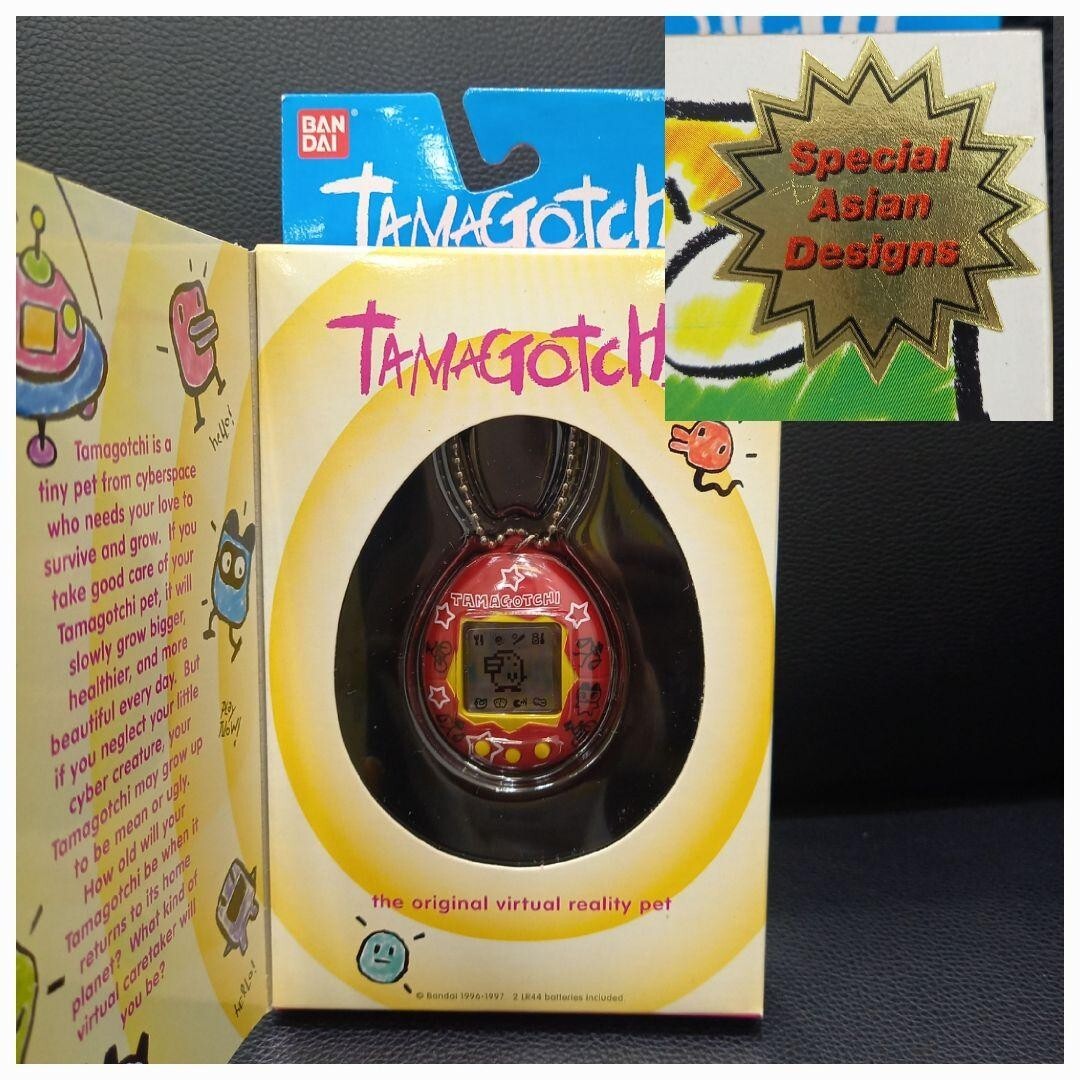 BAN
DAI
TAMAGOTCH
Special
Asian
Designs
TAMAGOTCHI
hello!
Tamagotchi is a
tiny pet from cyberspace
who needs your love to
survive and grow. If you
take good care of your
Tamagotchi pet, it will
slowly grow bigger,
healthier, and more
beautiful every day. But
if you neglect your little
cyber creature, your
Tamagotchi may grow up
to be mean or ugly.
How old will your
Tamagotchi be when it
returns to its home
planet? What kind of
virtual caretaker will
you be?
HELLO!
TAMAGOTCHI
the original virtual reality pet
© Bandai 1996-1997 2 LR44 batteries included.